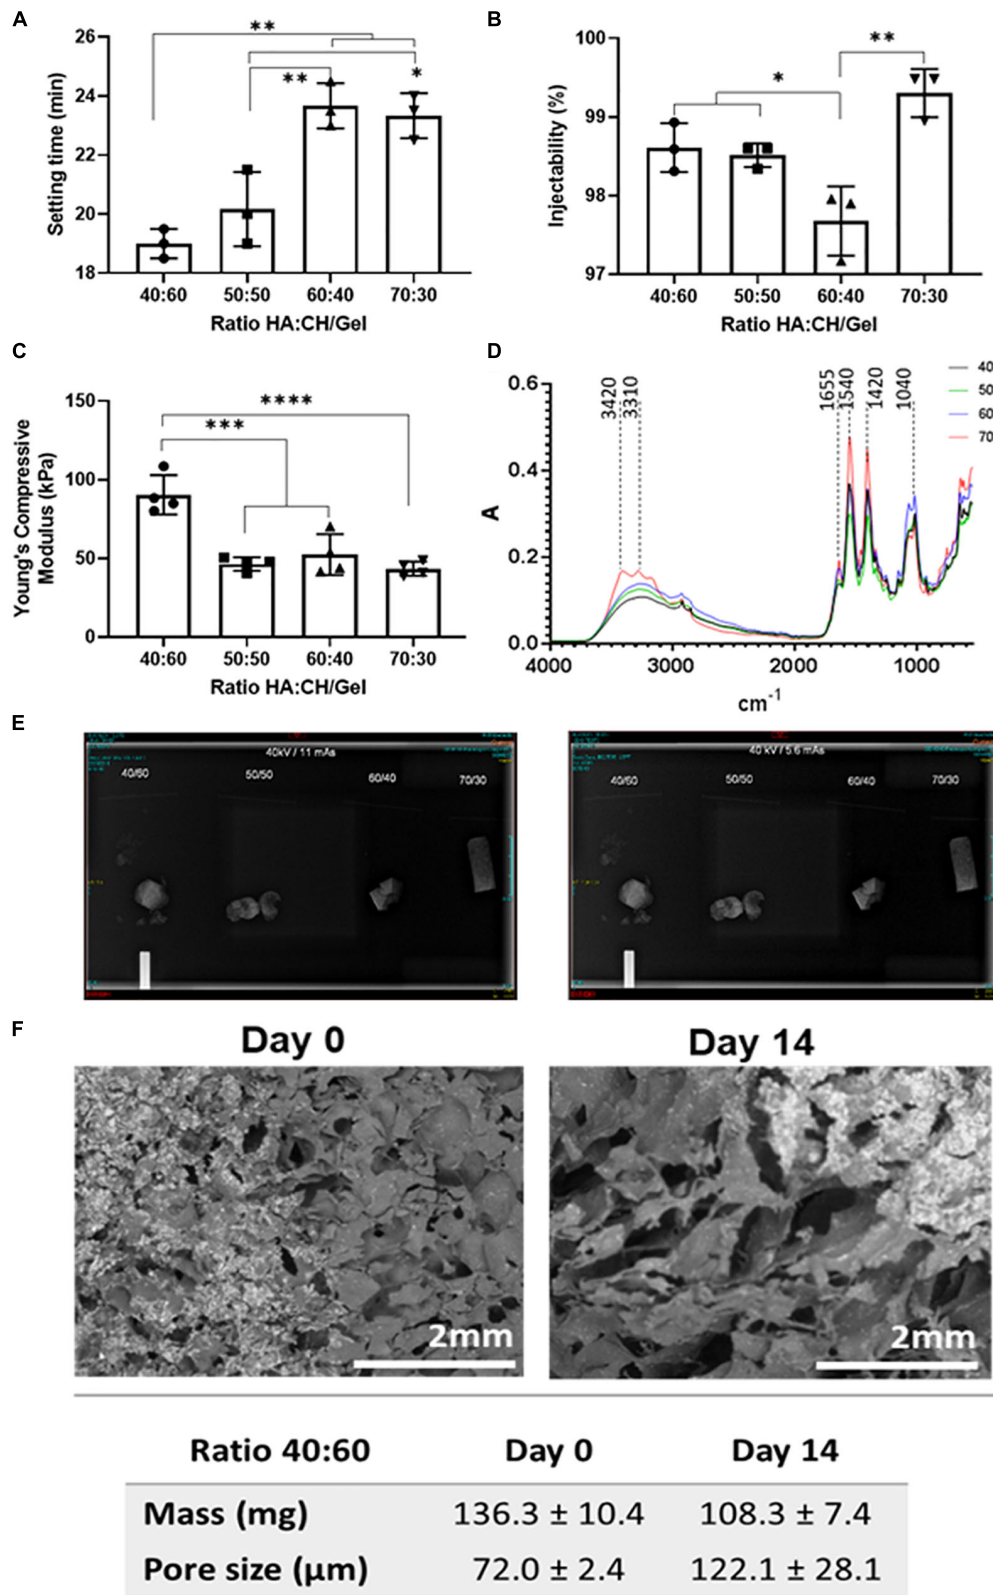 A
**
26
24
22
20
18
Setting time (min)
**
*
40:60 50:50 60:40 70:30
Ratio HA:CH/Gel
B
**
*
100
99
98
97
Injectability (%)
40:60 50:50 60:40 70:30
Ratio HA:CH/Gel
C
****
***
150
100
50
0
Young's Compressive
Modulus (kPa)
40:60 50:50 60:40 70:30
Ratio HA:CH/Gel
D
3420
3310
1655
1540
1420
1040
40
50
60
70
0.6
0.4
0.2
0.0
A
4000 3000 2000 1000
cm-1
E
40kV / 11 mAs
40/60 50/50 60/40 70/30
40 kV / 5.6 mAs
40/60 50/50 60/40 70/30
F
Day 0 Day 14
2mm 2mm
Ratio 40:60 Day 0 Day 14
Mass (mg) 136.3 ± 10.4 108.3 ± 7.4
Pore size (μm) 72.0 ± 2.4 122.1 ± 28.1